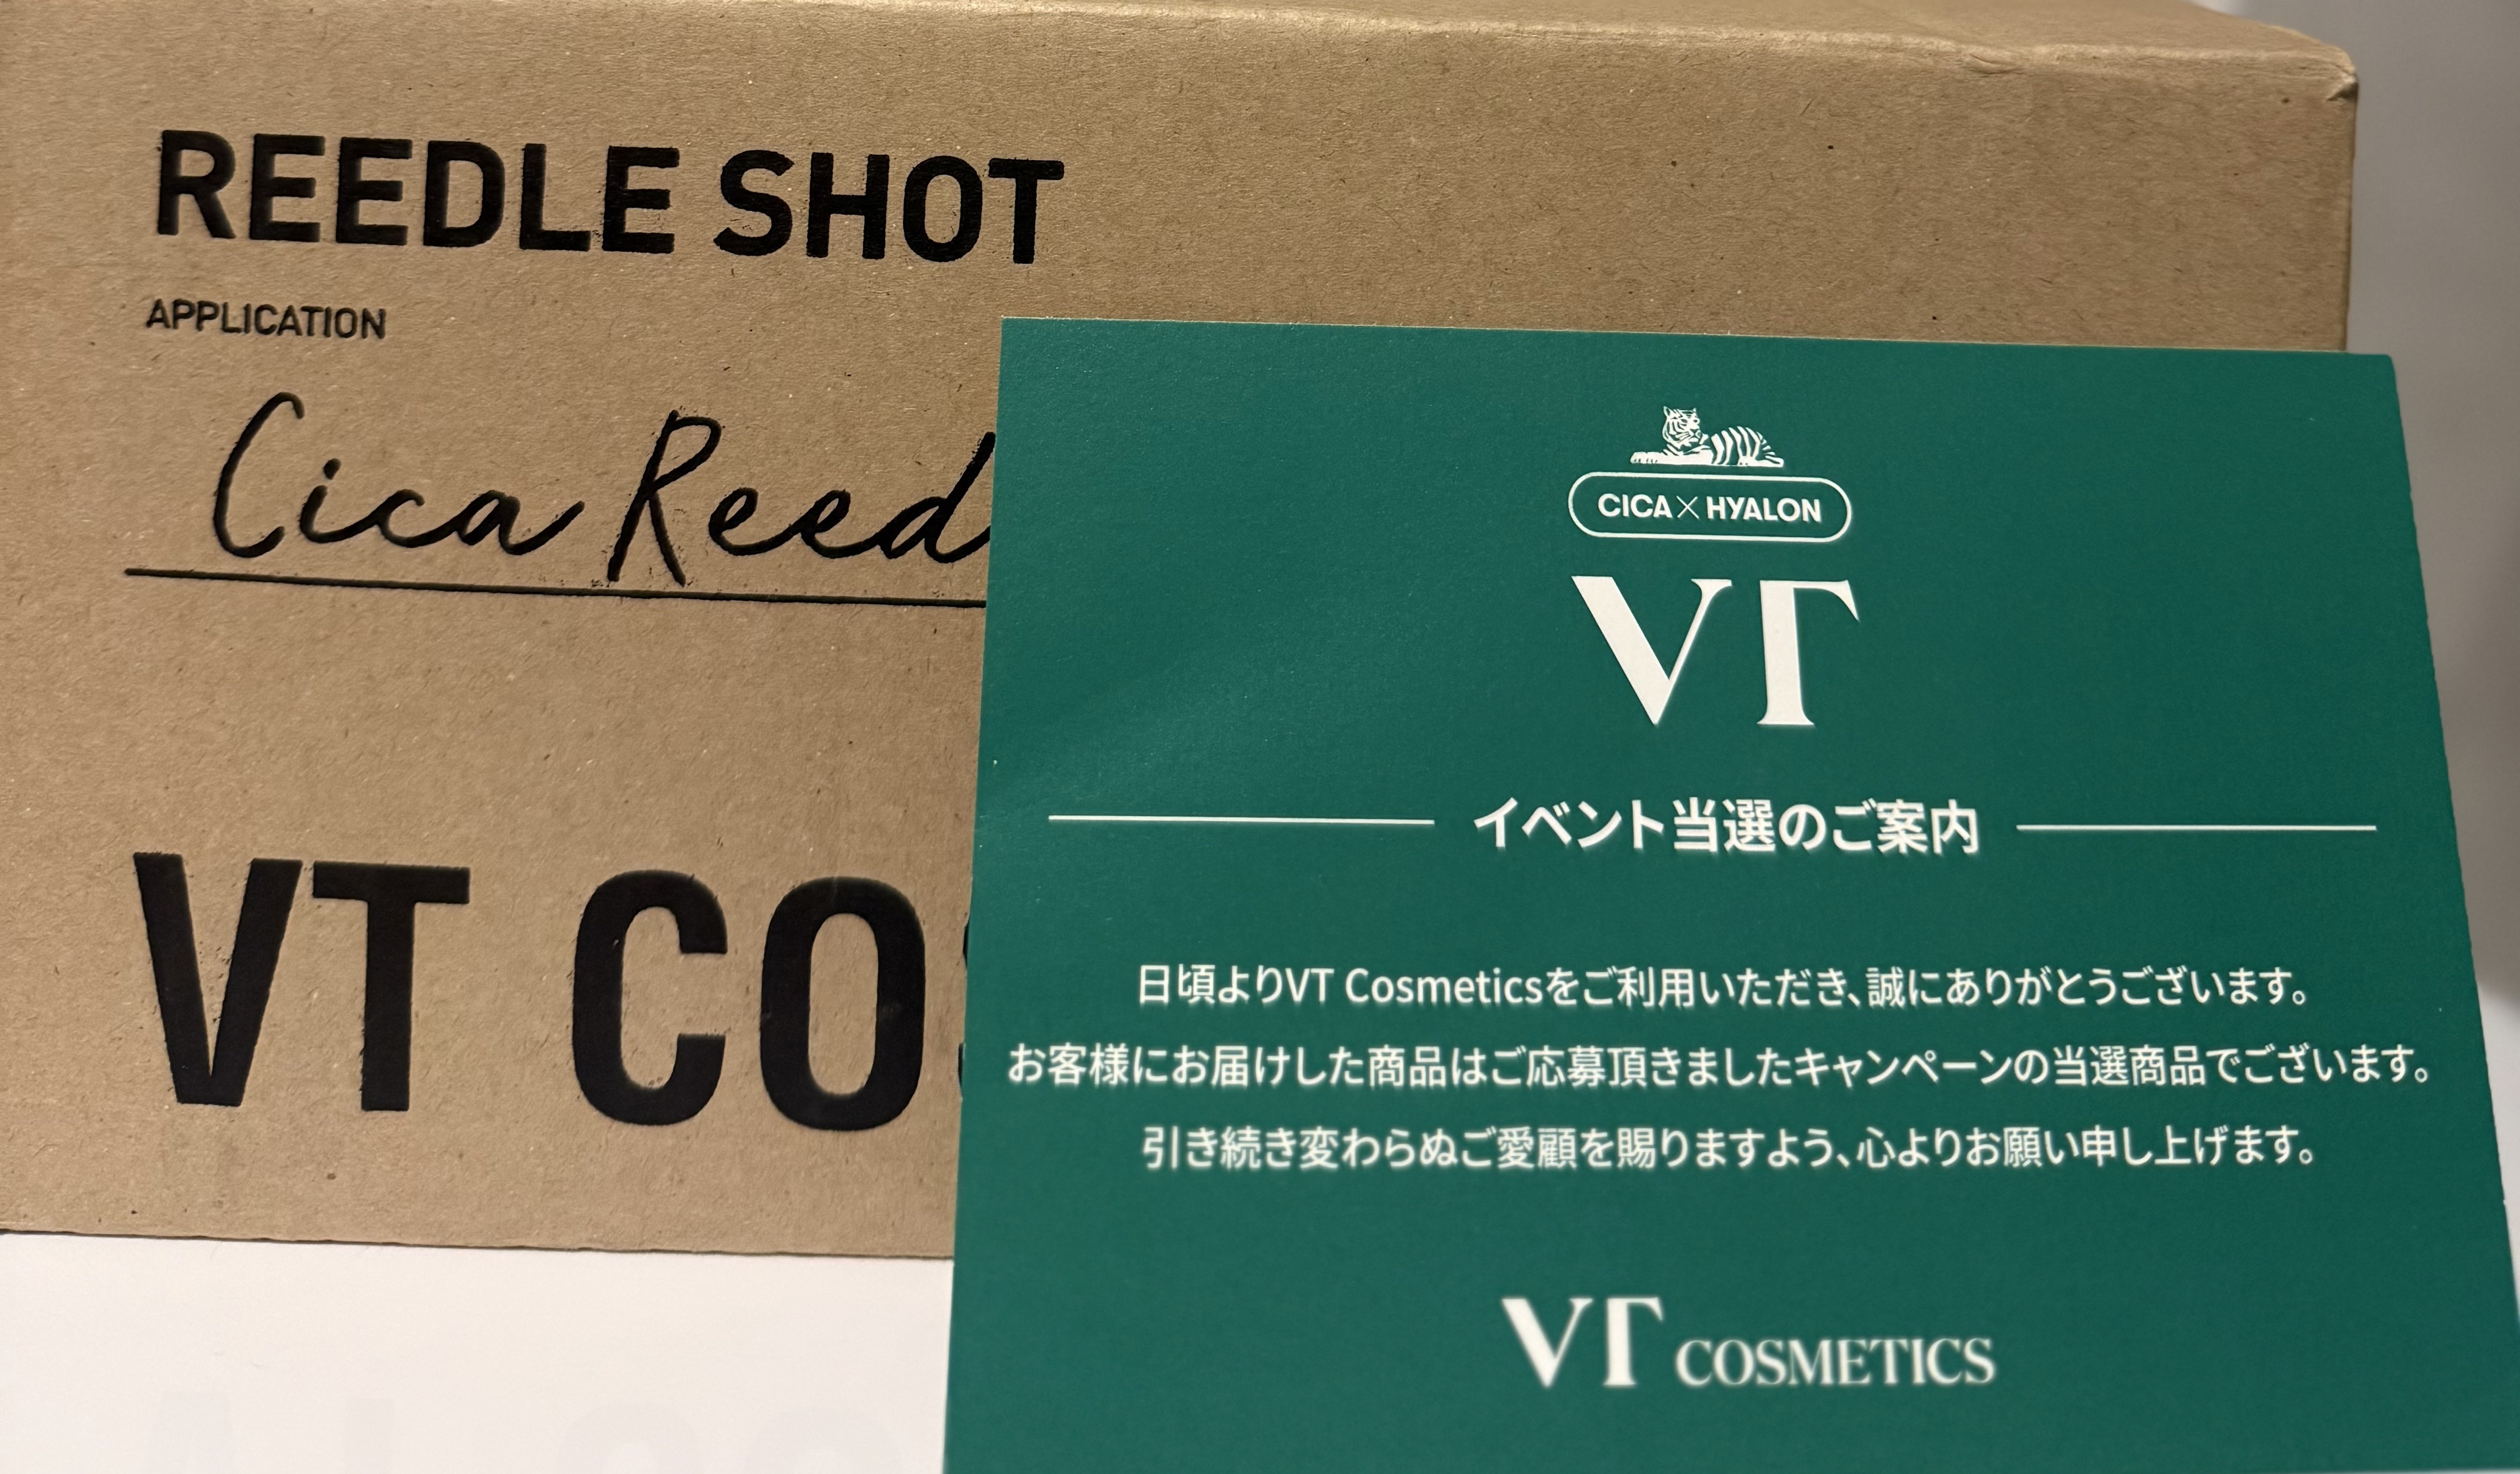 REEDLE SHOT
APPLICATION
Cica Reed
VT CO
CICA X HYALON
VT
イベント当選のご案内
日頃よりVT Cosmeticsをご利用いただき、誠にありがとうございます。
お客様にお届けした商品はご応募頂きましたキャンペーンの当選商品でございます。
引き続き変わらぬご愛顧を賜りますよう、心よりお願い申し上げます。
VT COSMETICS